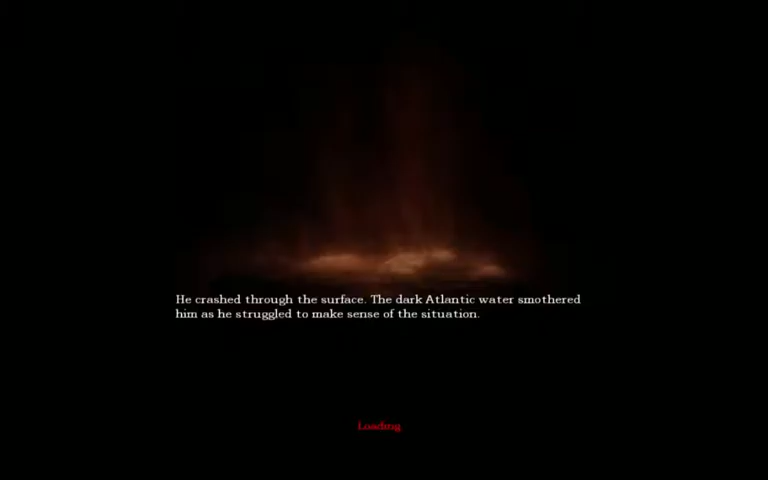 He crashed through the surface. The dark Atlantic water smothered
him as he struggled to make sense of the situation.
Loading.